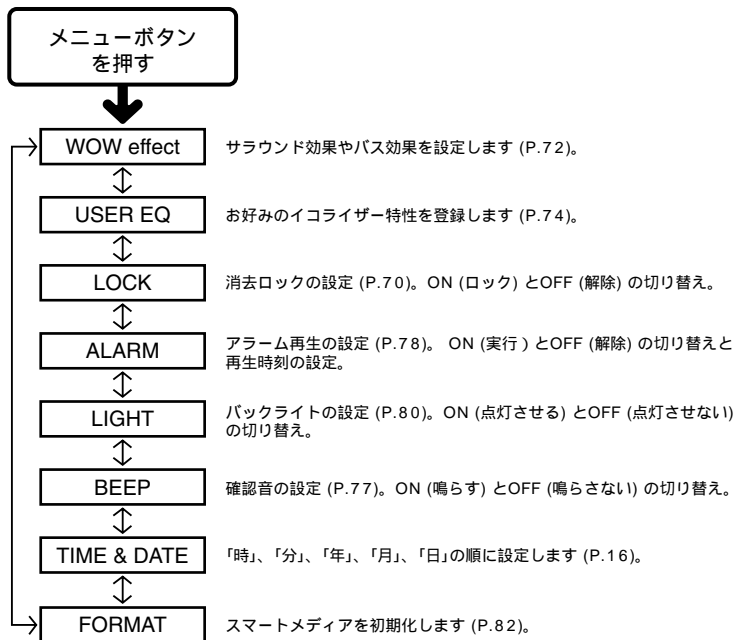 メニューボタン
を押す
WOW effect
サラウンド効果やバス効果を設定します (P.72)。
USER EQ
お好みのイコライザー特性を登録します (P.74)。
LOCK
消去ロックの設定 (P.70)。ON (ロック) とOFF (解除) の切り替え。
ALARM
アラーム再生の設定 (P.78)。 ON (実行 ) とOFF (解除) の切り替えと
再生時刻の設定。
LIGHT
バックライトの設定 (P.80)。ON (点灯させる) とOFF (点灯させない)
の切り替え。
BEEP
確認音の設定 (P.77)。ON (鳴らす) とOFF (鳴らさない) の切り替え。
TIME & DATE
「時」、「分」、「年」、「月」、「日」の順に設定します (P.16)。
FORMAT
スマートメディアを初期化します (P.82)。